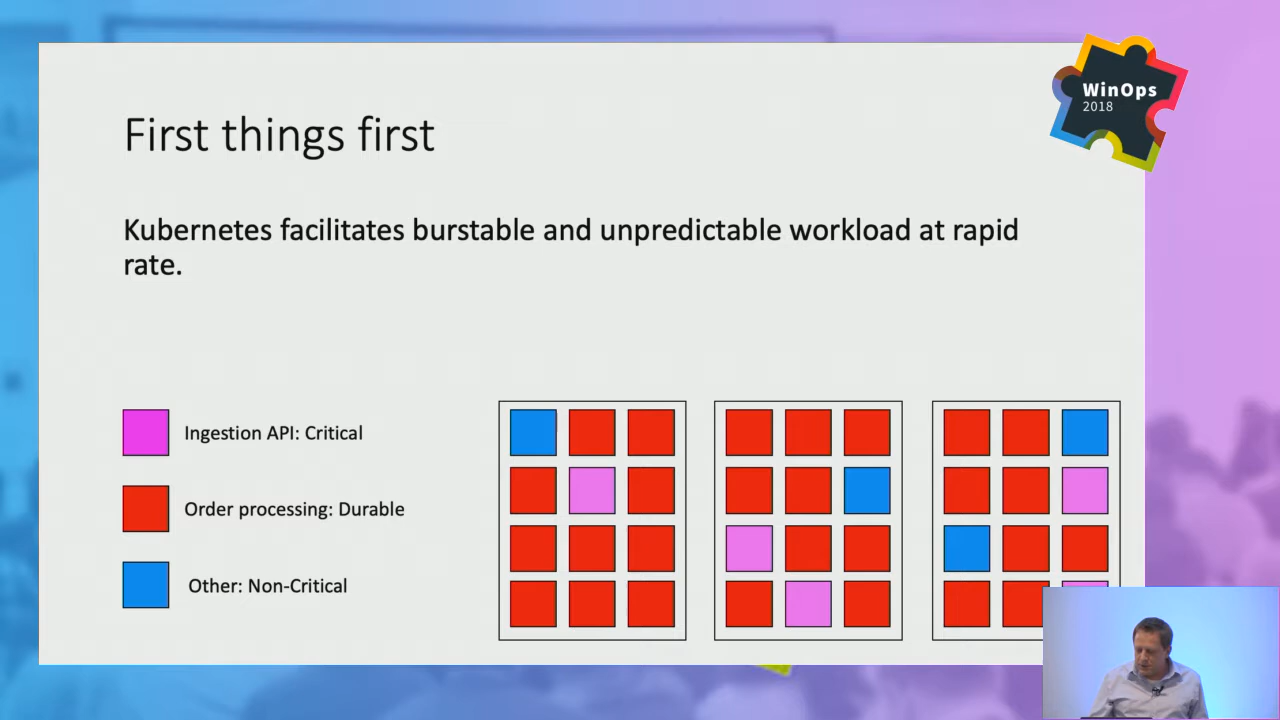 WinOps
2018
First things first
Kubernetes facilitates burstable and unpredictable workload at rapid
rate.
Ingestion API: Critical
Order processing: Durable
Other: Non-Critical